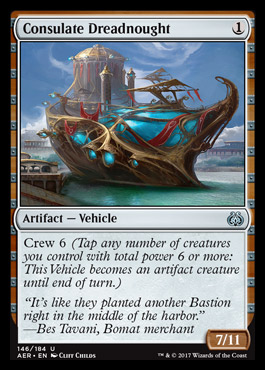 Consulate Dreadnought 1
Artifact — Vehicle
Crew 6 (Tap any number of creatures
you control with total power 6 or more:
This Vehicle becomes an artifact creature
until end of turn.)
“It’s like they planted another Bastion
right in the middle of the harbor.”
—Bes Tavani, Bomat merchant
7/11
146/184 U
AER • EN Cliff Childs
™ & © 2017 Wizards of the Coast